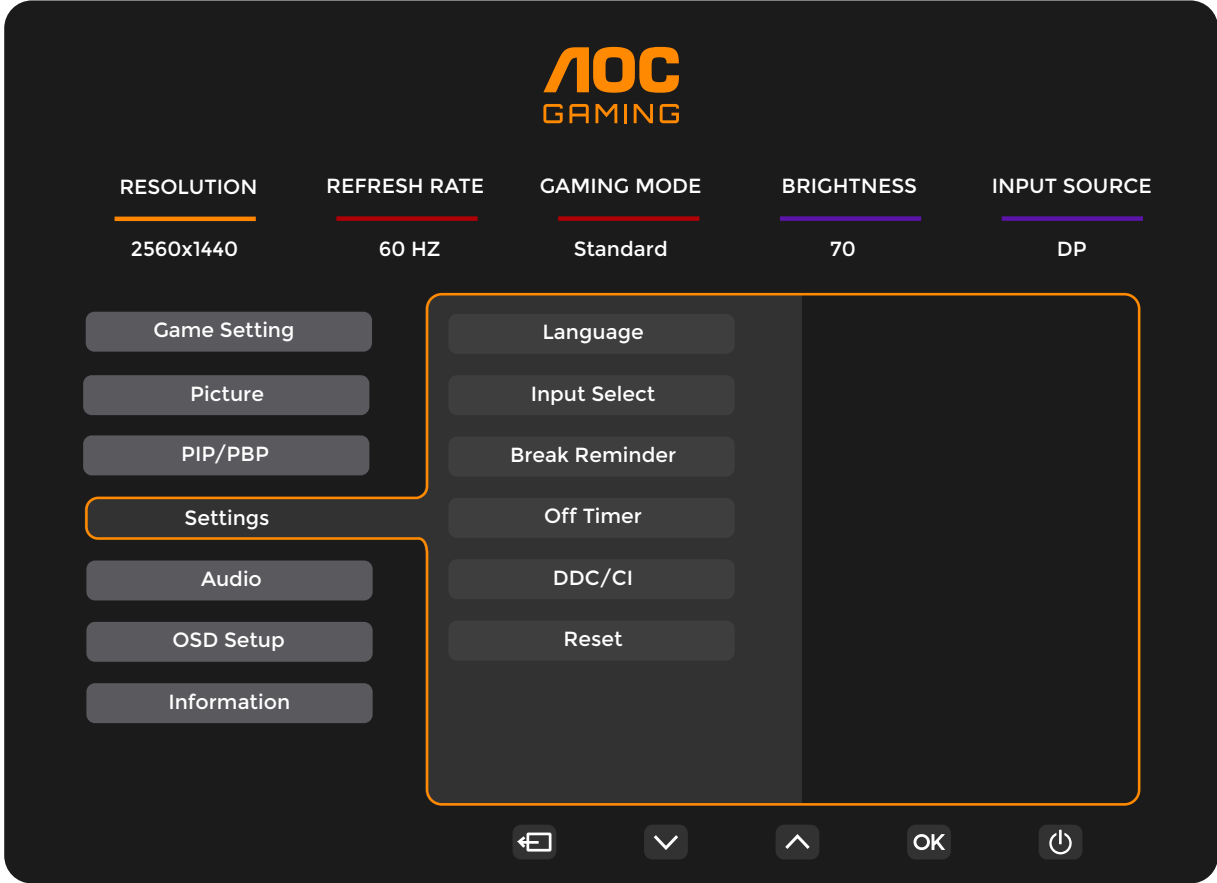 AOC
GAMING
RESOLUTION REFRESH RATE GAMING MODE BRIGHTNESS INPUT SOURCE
2560x1440 60 HZ Standard 70 DP
Game Setting
Picture
PIP/PBP
Settings
Audio
OSD Setup
Information
Language
Input Select
Break Reminder
Off Timer
DDC/CI
Reset
OK